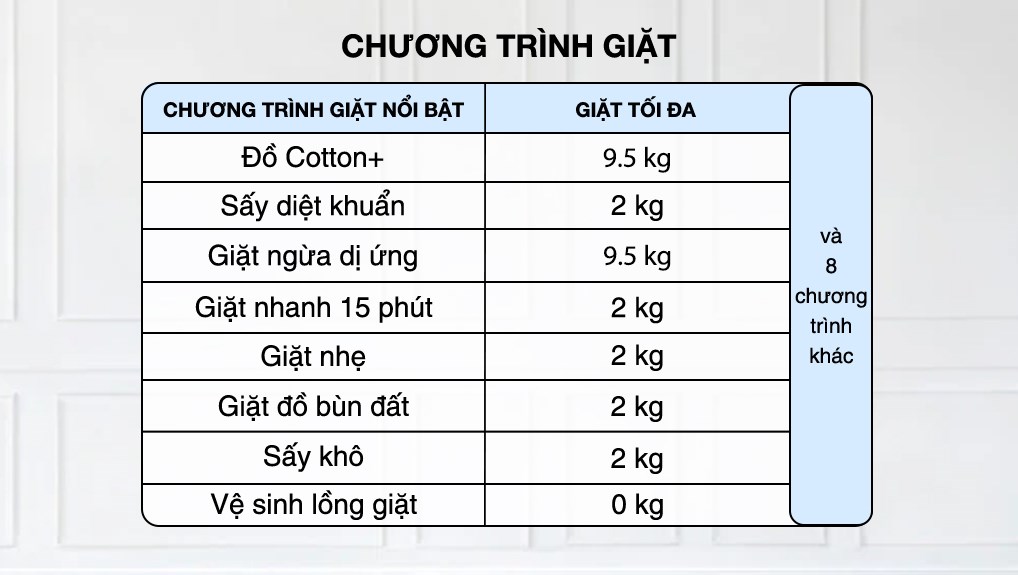 CHƯƠNG TRÌNH GIẶT
CHƯƠNG TRÌNH GIẶT NỔI BẬT
GIẶT TỐI ĐA
Đồ Cotton+
9.5 kg
Sấy diệt khuẩn
2 kg
Giặt ngừa dị ứng
9.5 kg
Giặt nhanh 15 phút
2 kg
Giặt nhẹ
2 kg
Giặt đồ bùn đất
2 kg
Sấy khô
2 kg
Vệ sinh lồng giặt
0 kg
và
8
chương
trình
khác